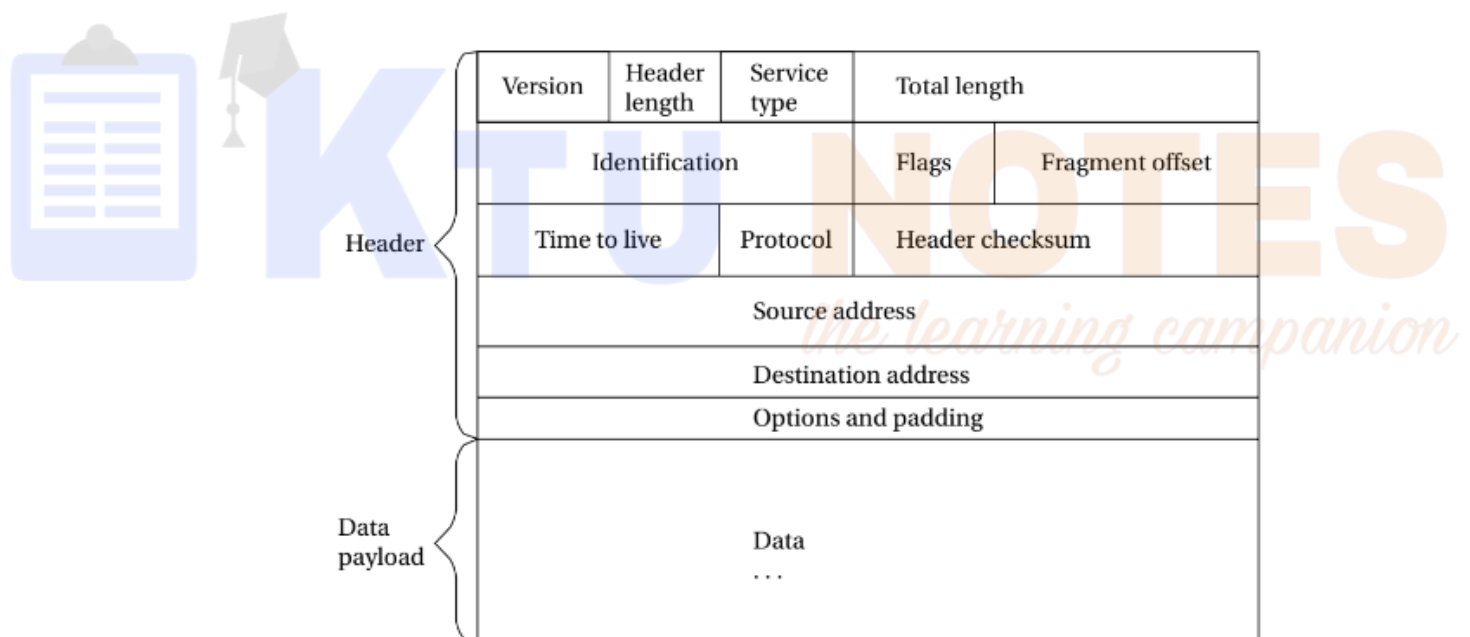 KTU NOTES
the learning companion
Version
Header
length
Service
type
Total length
Identification
Flags
Fragment offset
Header
Time to live
Protocol
Header checksum
Source address
Destination address
Options and padding
Data
payload
Data
...